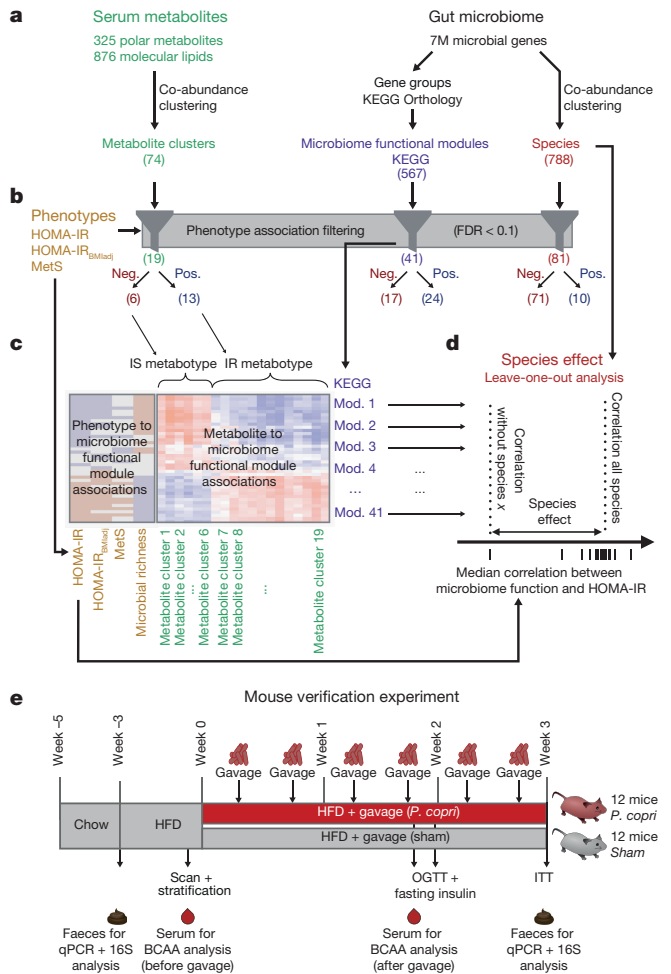 a
Serum metabolites
Gut microbiome
325 polar metabolites
876 molecular lipids
7M microbial genes
Co-abundance
clustering
Gene groups
KEGG Orthology
Co-abundance
clustering
Metabolite clusters
(74)
Microbiome functional modules
KEGG
(567)
Species
(788)
b
Phenotypes
HOMA-IR
HOMA-IRBMIadj
MetS
Phenotype association filtering
(FDR < 0.1)
(19)
(41)
(81)
Neg.
Pos.
Neg.
Pos.
Neg.
Pos.
(6)
(13)
(17)
(24)
(71)
(10)
c
IS metabotype
IR metabotype
KEGG
Mod. 1
Mod. 2
Mod. 3
Mod. 4
...
...
...
Mod. 41
Phenotype to
microbiome
functional
module
associations
Metabolite to
microbiome
functional module
associations
HOMA-IR
HOMA-IRBMIadj
MetS
Microbial richness
Metabolite cluster 1
Metabolite cluster 2
...
Metabolite cluster 6
Metabolite cluster 7
Metabolite cluster 8
...
Metabolite cluster 19
d
Species effect
Leave-one-out analysis
Correlation
without species x
Correlation all species
Species
effect
Median correlation between
microbiome function and HOMA-IR
e
Mouse verification experiment
Week –5
Week –3
Week 0
Week 1
Week 2
Week 3
Gavage
Gavage
Gavage
Gavage
Gavage
Gavage
Chow
HFD
HFD + gavage (P. copri)
HFD + gavage (sham)
12 mice
P. copri
12 mice
Sham
Scan +
stratification
OGTT +
fasting insulin
ITT
Faeces for
qPCR + 16S
analysis
Serum for
BCAA analysis
(before gavage)
Serum for
BCAA analysis
(after gavage)
Faeces for
qPCR + 16S
analysis